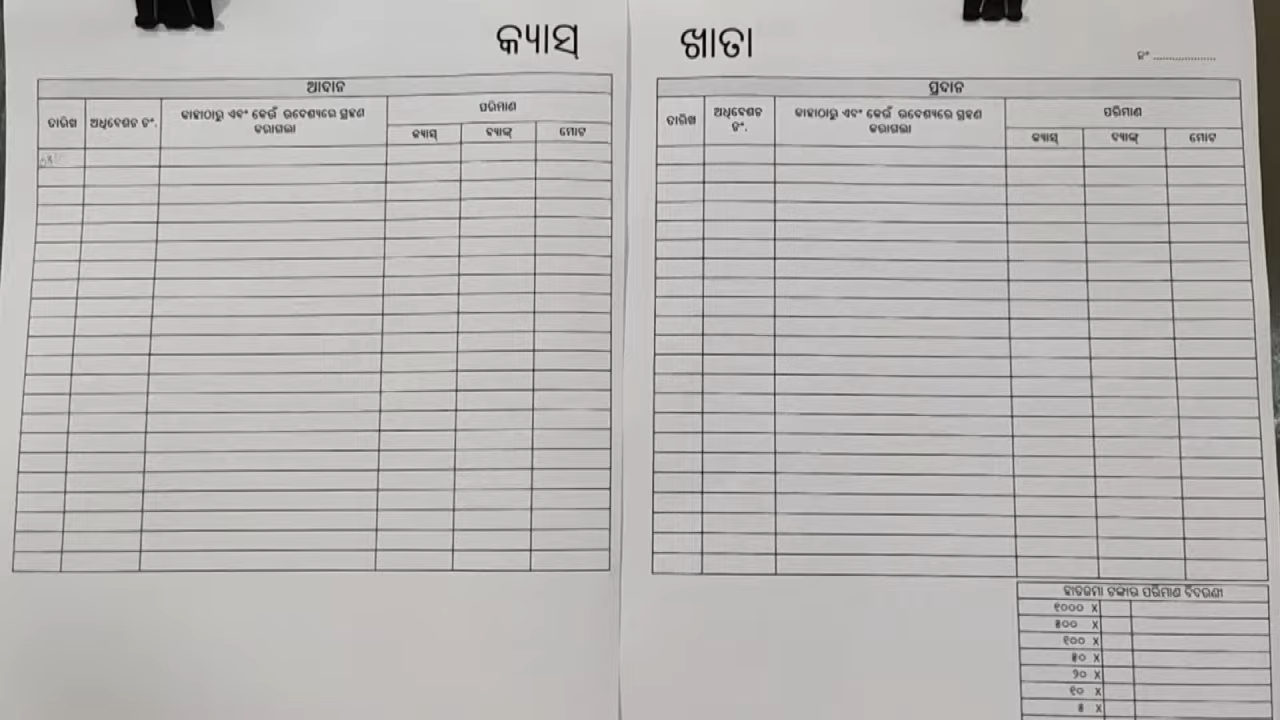 କ୍ୟାସ୍ ଖାତା
ନଂ ...................
ଆଦାନ
ତାରିଖ
ଅଧିବେଶନ ନଂ.
କାହାଠାରୁ ଏବଂ କେଉଁ ଉଦେଶ୍ୟରେ ଗ୍ରହଣ
କରାଗଲା
ପରିମାଣ
କ୍ୟାସ୍
ବ୍ୟାଙ୍କ୍
ମୋଟ
ପ୍ରଦାନ
ତାରିଖ
ଅଧିବେଶନ
ନଂ.
କାହାଠାରୁ ଏବଂ କେଉଁ ଉଦେଶ୍ୟରେ ଗ୍ରହଣ
କରାଗଲା
ପରିମାଣ
କ୍ୟାସ୍
ବ୍ୟାଙ୍କ୍
ମୋଟ
ହାତଜମା ଟଙ୍କାର ପରିମାଣ ବିବରଣୀ
୧୦୦୦ X
୫୦୦ X
୧୦୦ X
୫୦ X
୨୦ X
୧୦ X
୫ X